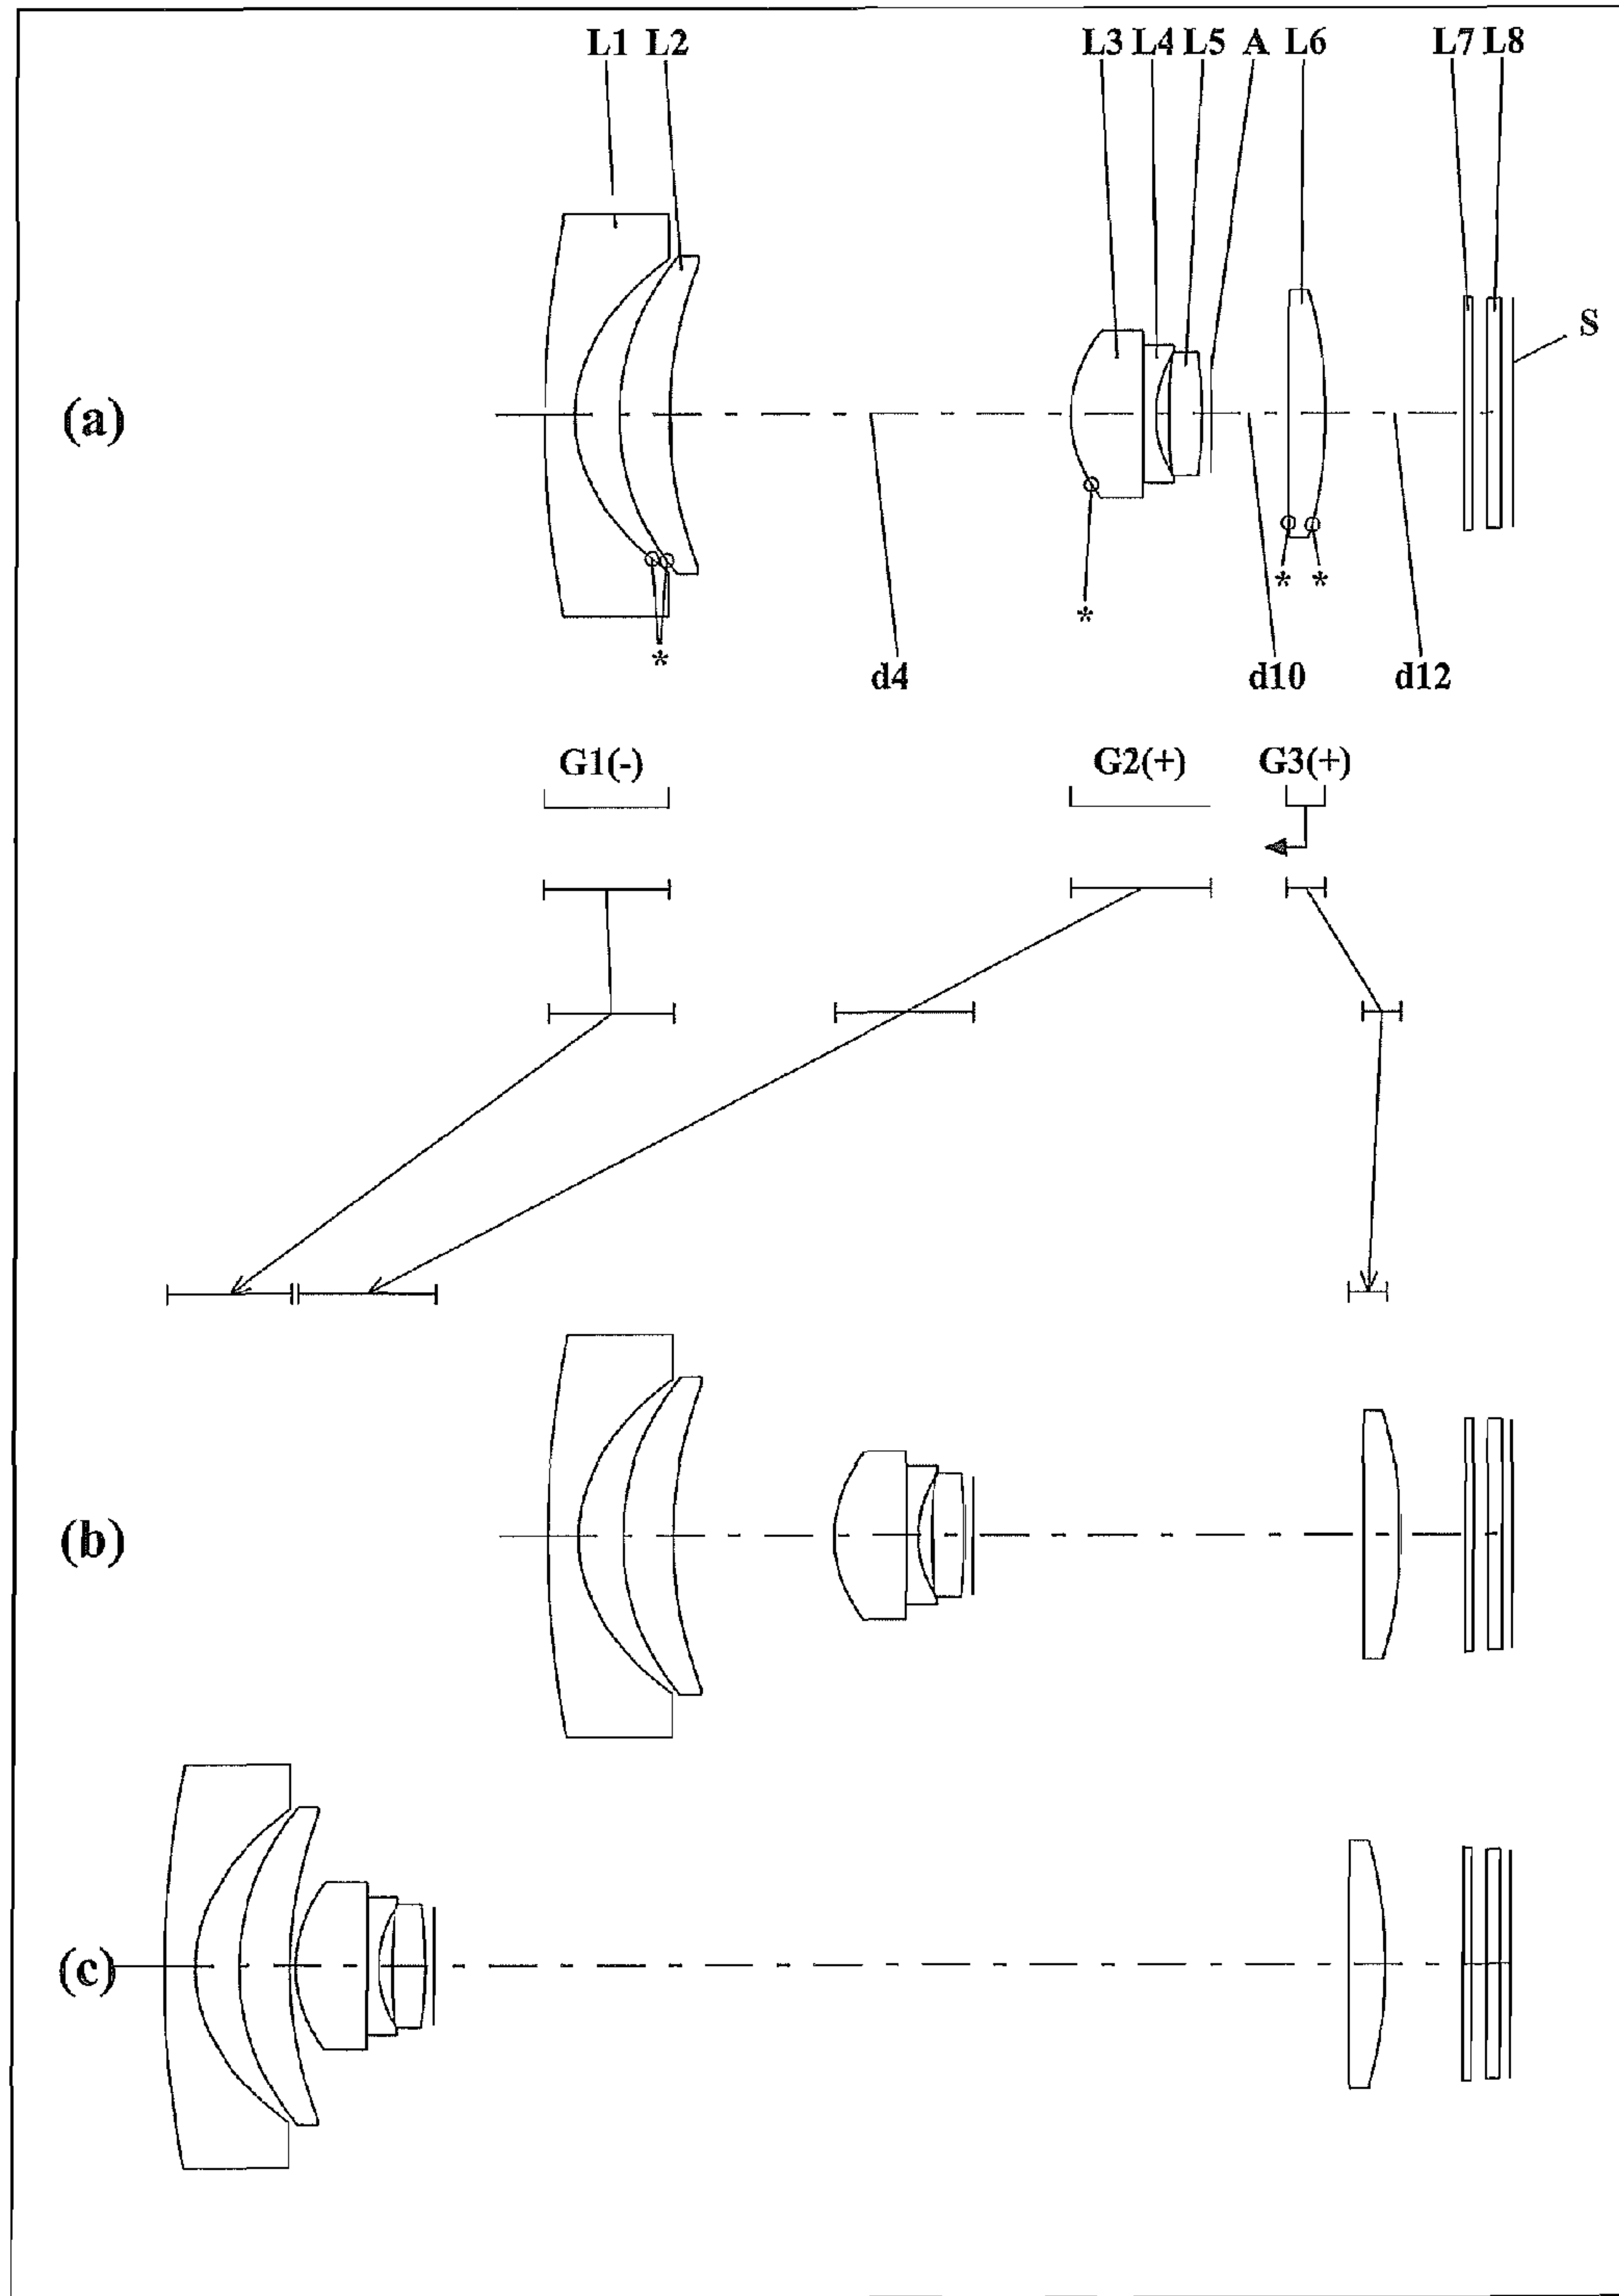 L1 L2 L3 L4 L5 A L6 L7 L8
S
(a)
* *
*
*
d4 d10 d12
G1(-) G2(+) G3(+)
(b)
(c)